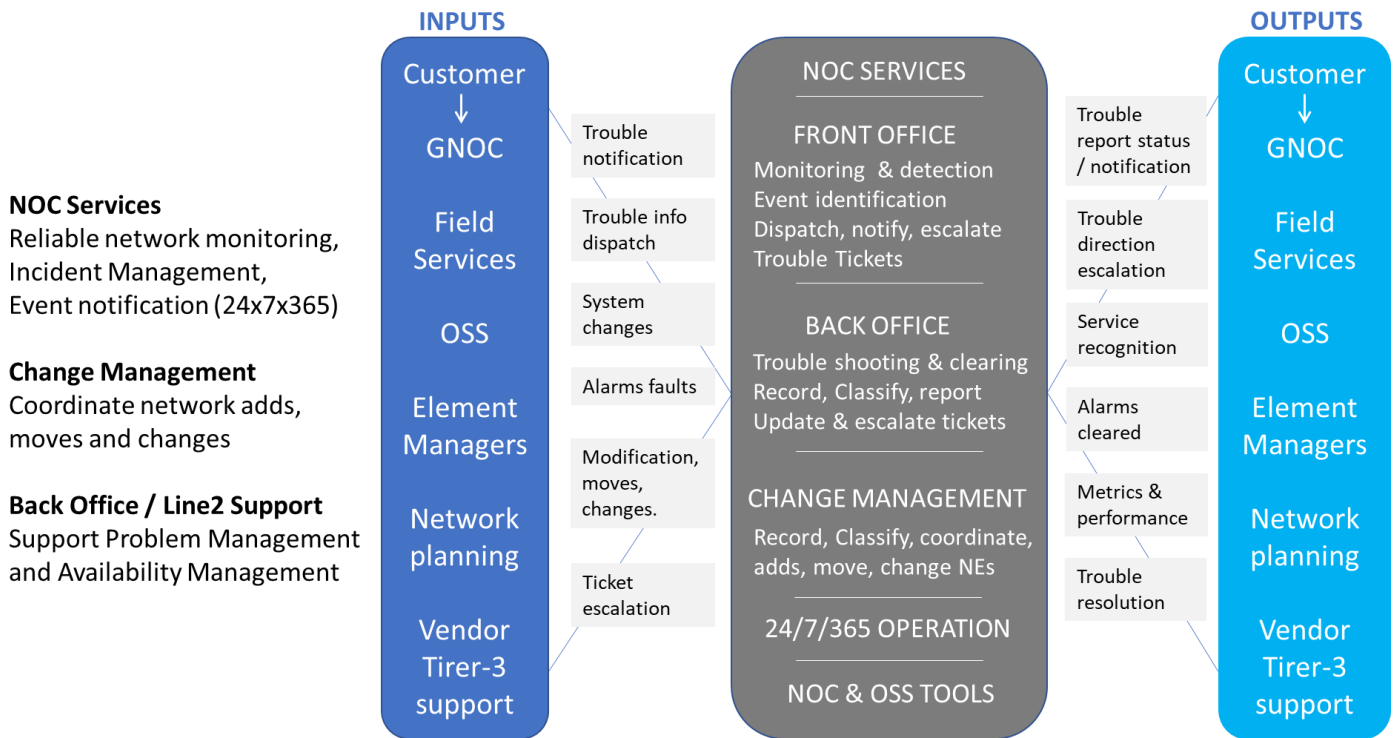 NOC Services
Reliable network monitoring,
Incident Management,
Event notification (24x7x365)
Change Management
Coordinate network adds,
moves and changes
Back Office / Line2 Support
Support Problem Management
and Availability Management
INPUTS
Customer
GNOC
Field
Services
OSS
Element
Managers
Network
planning
Vendor
Tirer-3
support
Trouble
notification
Trouble info
dispatch
System
changes
Alarms faults
Modification,
moves,
changes.
Ticket
escalation
NOC SERVICES
FRONT OFFICE
Monitoring & detection
Event identification
Dispatch, notify, escalate
Trouble Tickets
BACK OFFICE
Trouble shooting & clearing
Record, Classify, report
Update & escalate tickets
CHANGE MANAGEMENT
Record, Classify, coordinate,
adds, move, change NEs
24/7/365 OPERATION
NOC & OSS TOOLS
Trouble
report status
/ notification
Trouble
direction
escalation
Service
recognition
Alarms
cleared
Metrics &
performance
Trouble
resolution
OUTPUTS
Customer
GNOC
Field
Services
OSS
Element
Managers
Network
planning
Vendor
Tirer-3
support